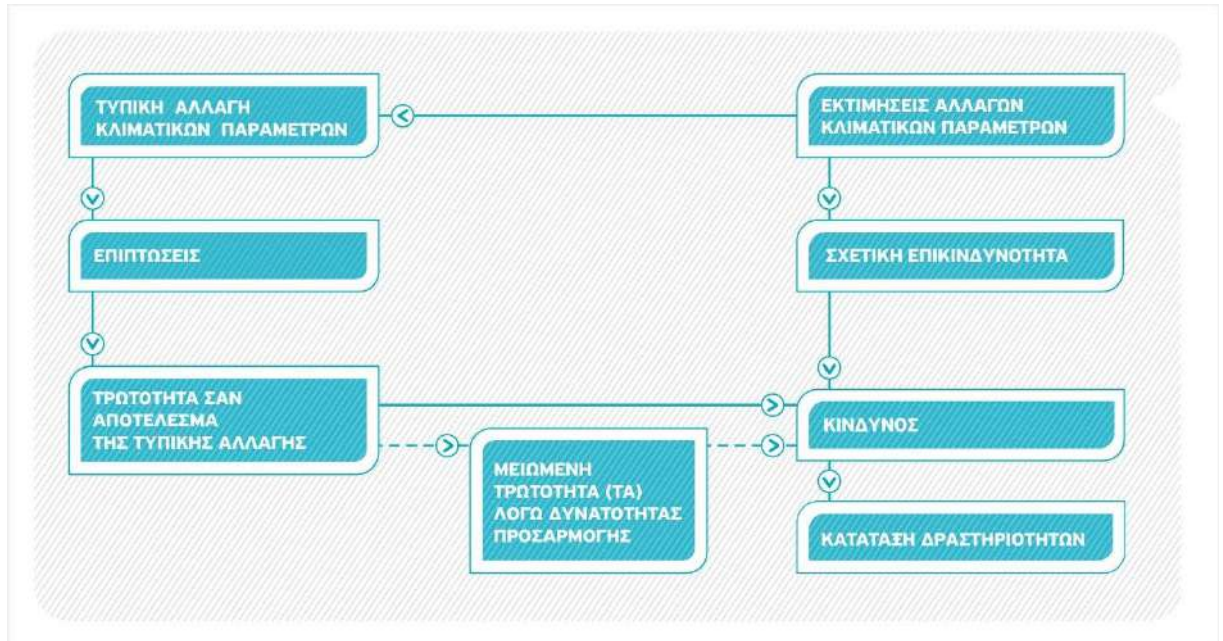 ΤΥΠΙΚΗ ΑΛΛΑΓΗ
ΚΛΙΜΑΤΙΚΩΝ ΠΑΡΑΜΕΤΡΩΝ
ΕΚΤΙΜΗΣΕΙΣ ΑΛΛΑΓΩΝ
ΚΛΙΜΑΤΙΚΩΝ ΠΑΡΑΜΕΤΡΩΝ
ΕΠΙΠΤΩΣΕΙΣ
ΣΧΕΤΙΚΗ ΕΠΙΚΙΝΔΥΝΟΤΗΤΑ
ΤΡΩΤΟΤΗΤΑ ΣΑΝ
ΑΠΟΤΕΛΕΣΜΑ
ΤΗΣ ΤΥΠΙΚΗΣ ΑΛΛΑΓΗΣ
ΚΙΝΔΥΝΟΣ
ΜΕΙΩΜΕΝΗ
ΤΡΩΤΟΤΗΤΑ (ΤΑ)
ΛΟΓΩ ΔΥΝΑΤΟΤΗΤΑΣ
ΠΡΟΣΑΡΜΟΓΗΣ
ΚΑΤΑΤΑΞΗ ΔΡΑΣΤΗΡΙΟΤΗΤΩΝ